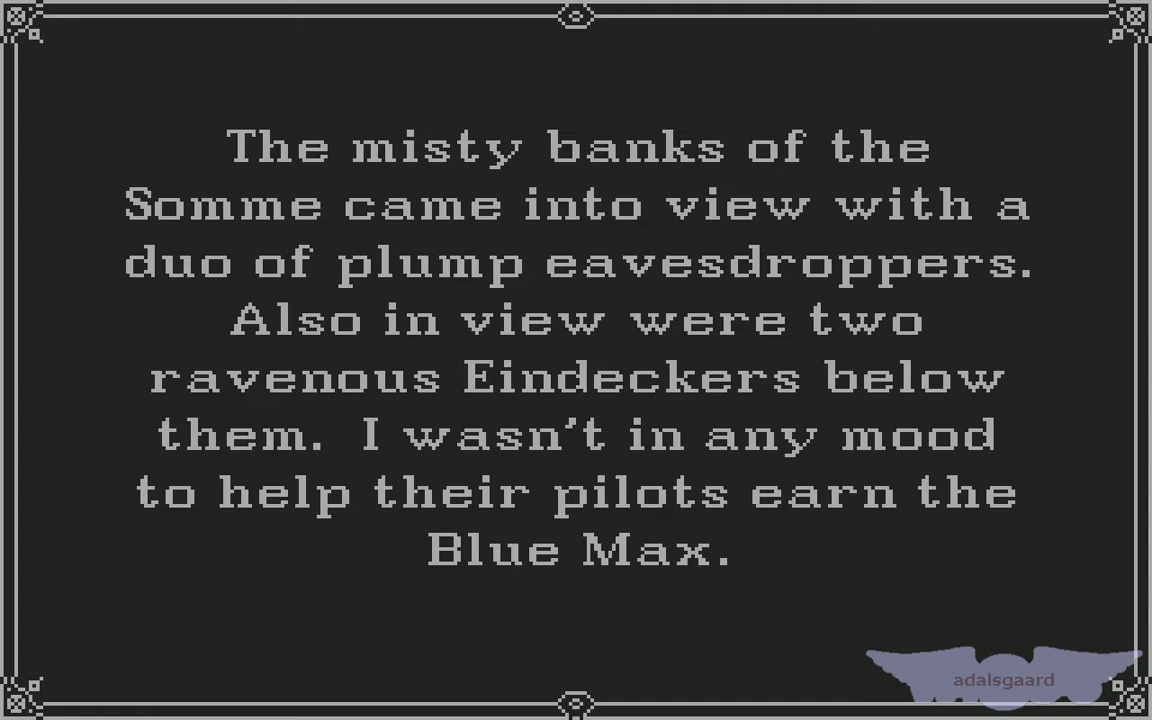 The misty banks of the
Somme came into view with a
duo of plump eavesdroppers.
Also in view were two
ravenous Eindeckers below
them.  I wasn't in any mood
to help their pilots earn the
Blue Max.
adalsgaard